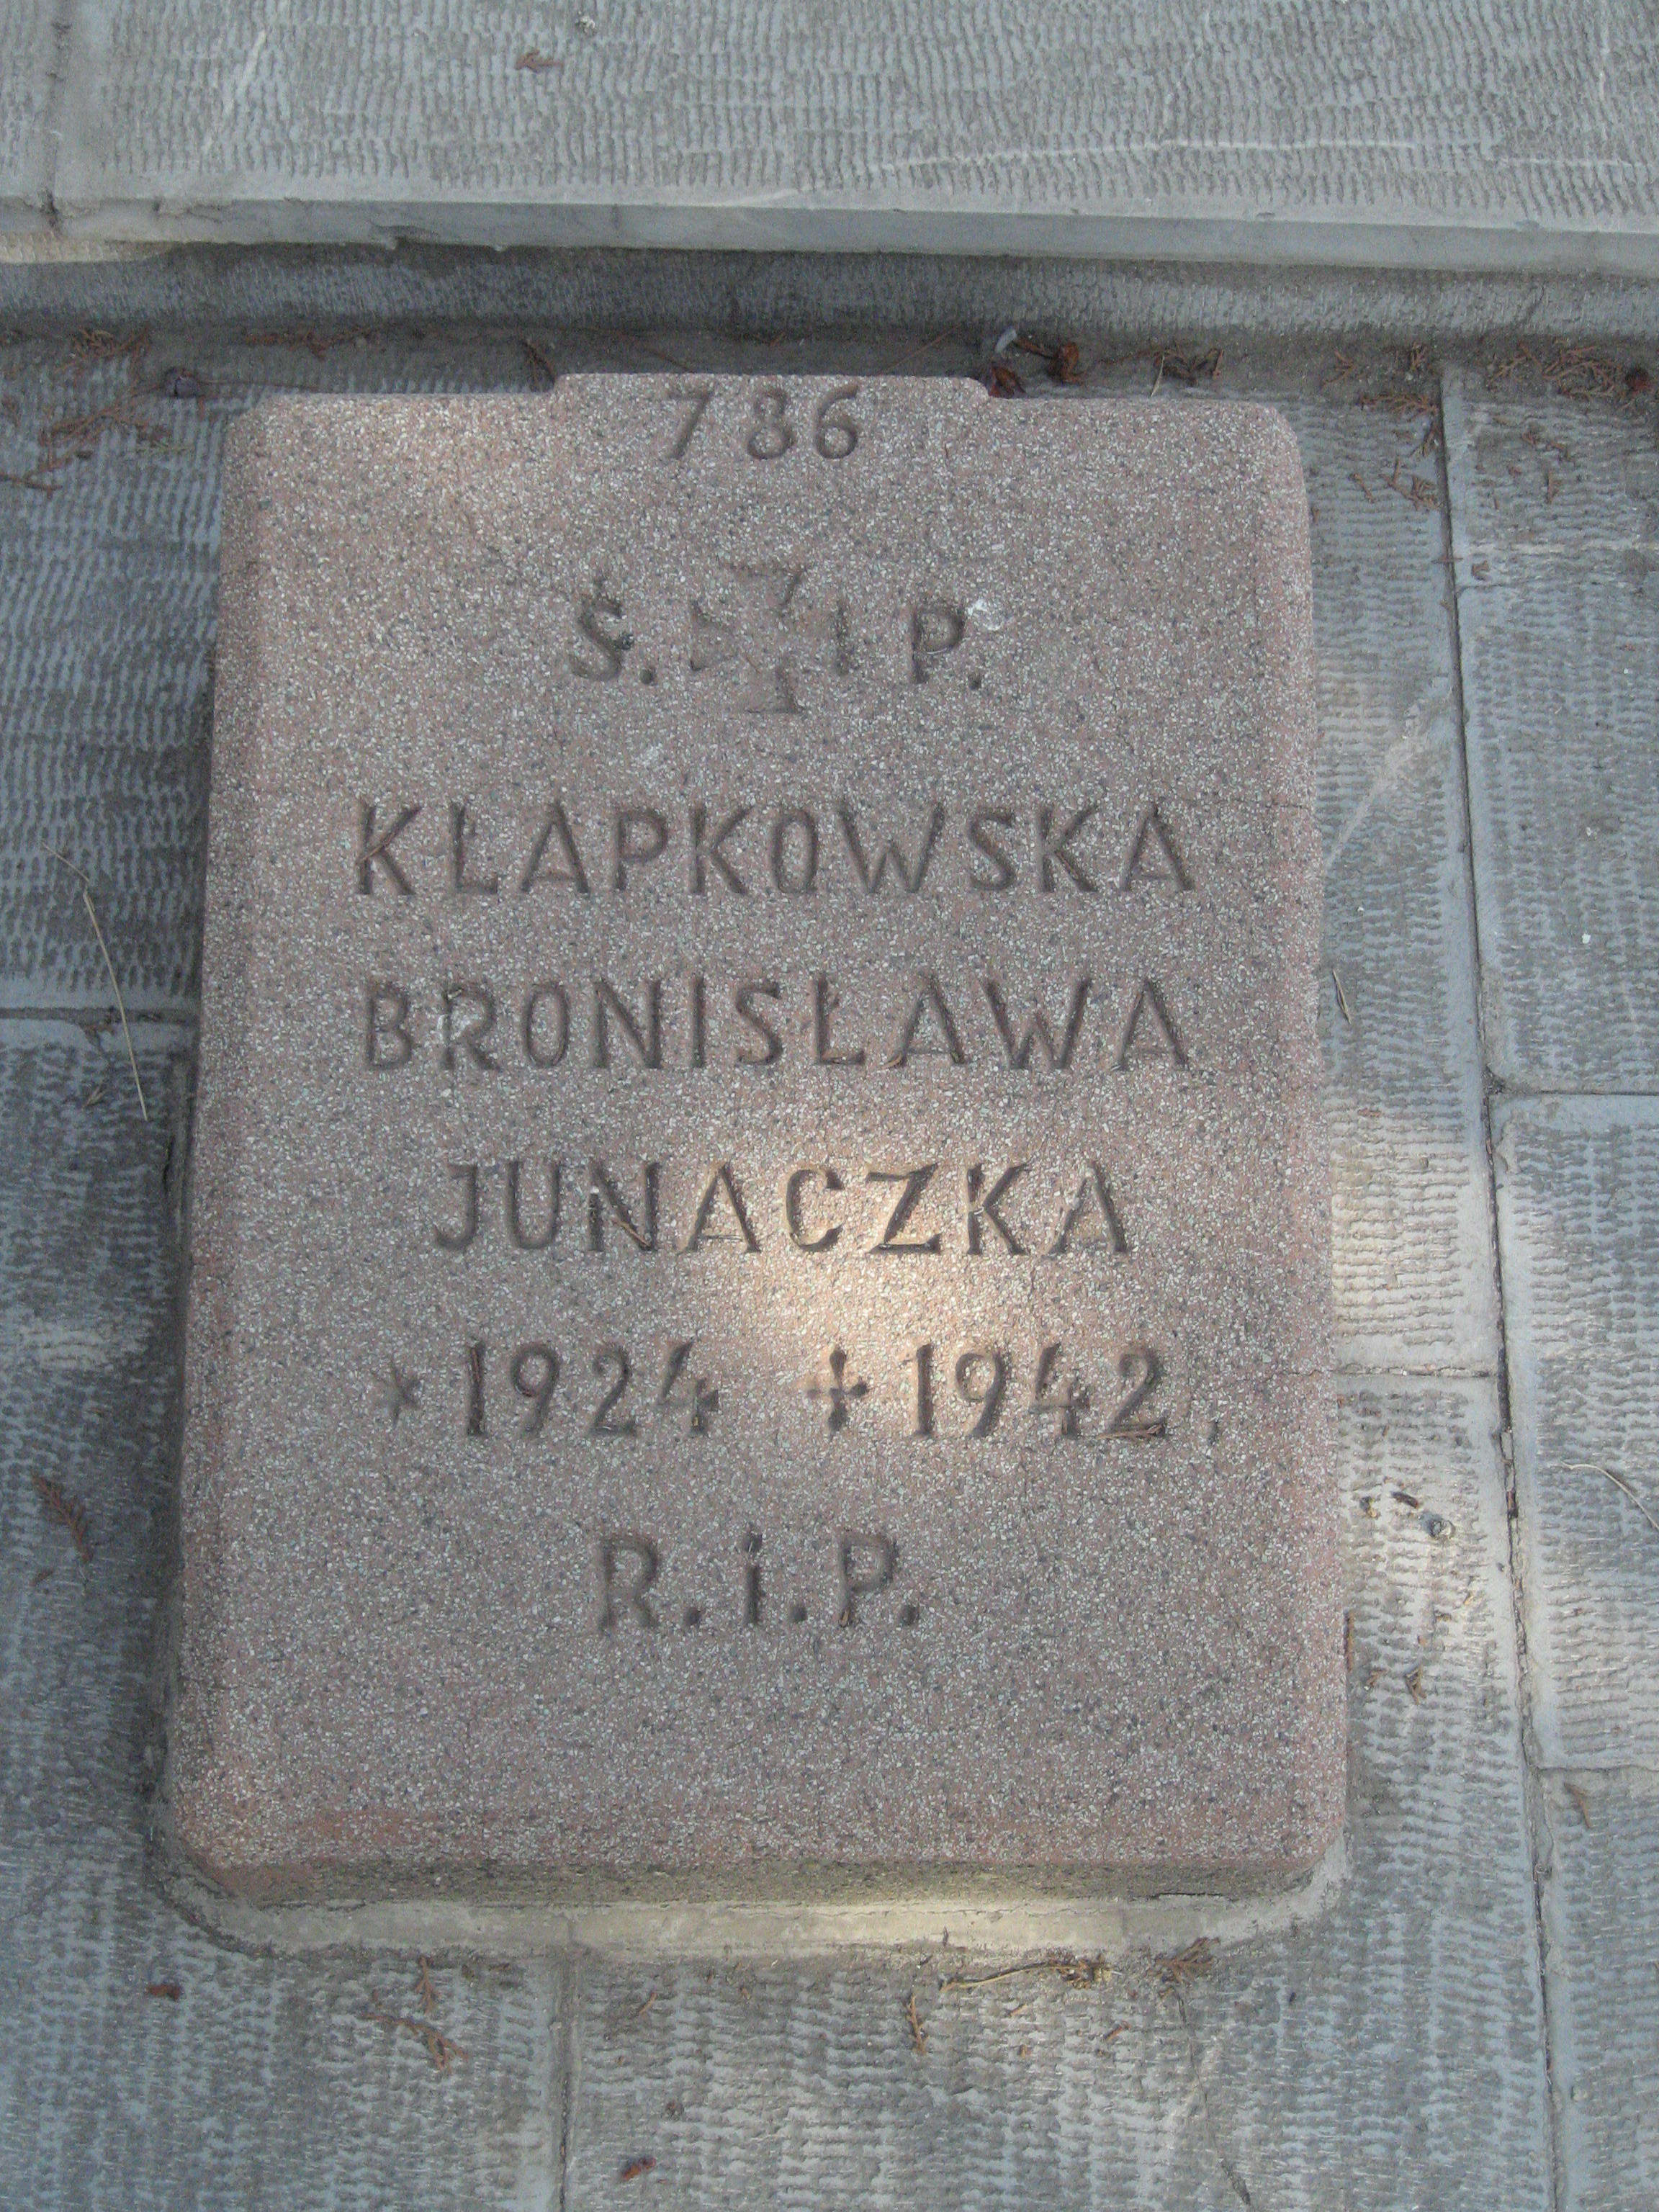 786
Ś. P.
KŁAPKOWSKA
BRONISŁAWA
JUNACZKA
* 1924 + 1942.
R.i.P.